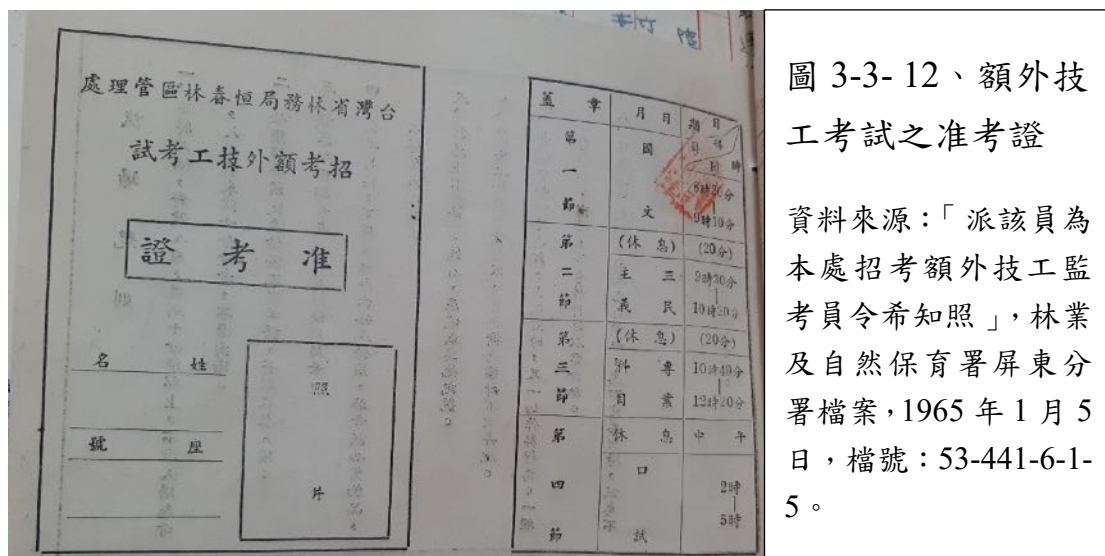 台灣省林務局恒春林區管理處
招考額外技工考試
准考證
姓名
座號
照片
日期
月日
蓋章
第一節
國文
8時20分
9時10分
(休息)
(20分)
第二節
三民主義
9時30分
10時20分
(休息)
(20分)
第三節
專業科目
10時40分
12時20分
中午
休息
第四節
口試
2時
5時
圖 3-3- 12、額外技
工考試之准考證
資料來源：「派該員為
本處招考額外技工監
考員令希知照」，林業
及自然保育署屏東分
署檔案，1965 年 1 月 5
日，檔號：53-441-6-1-
5。